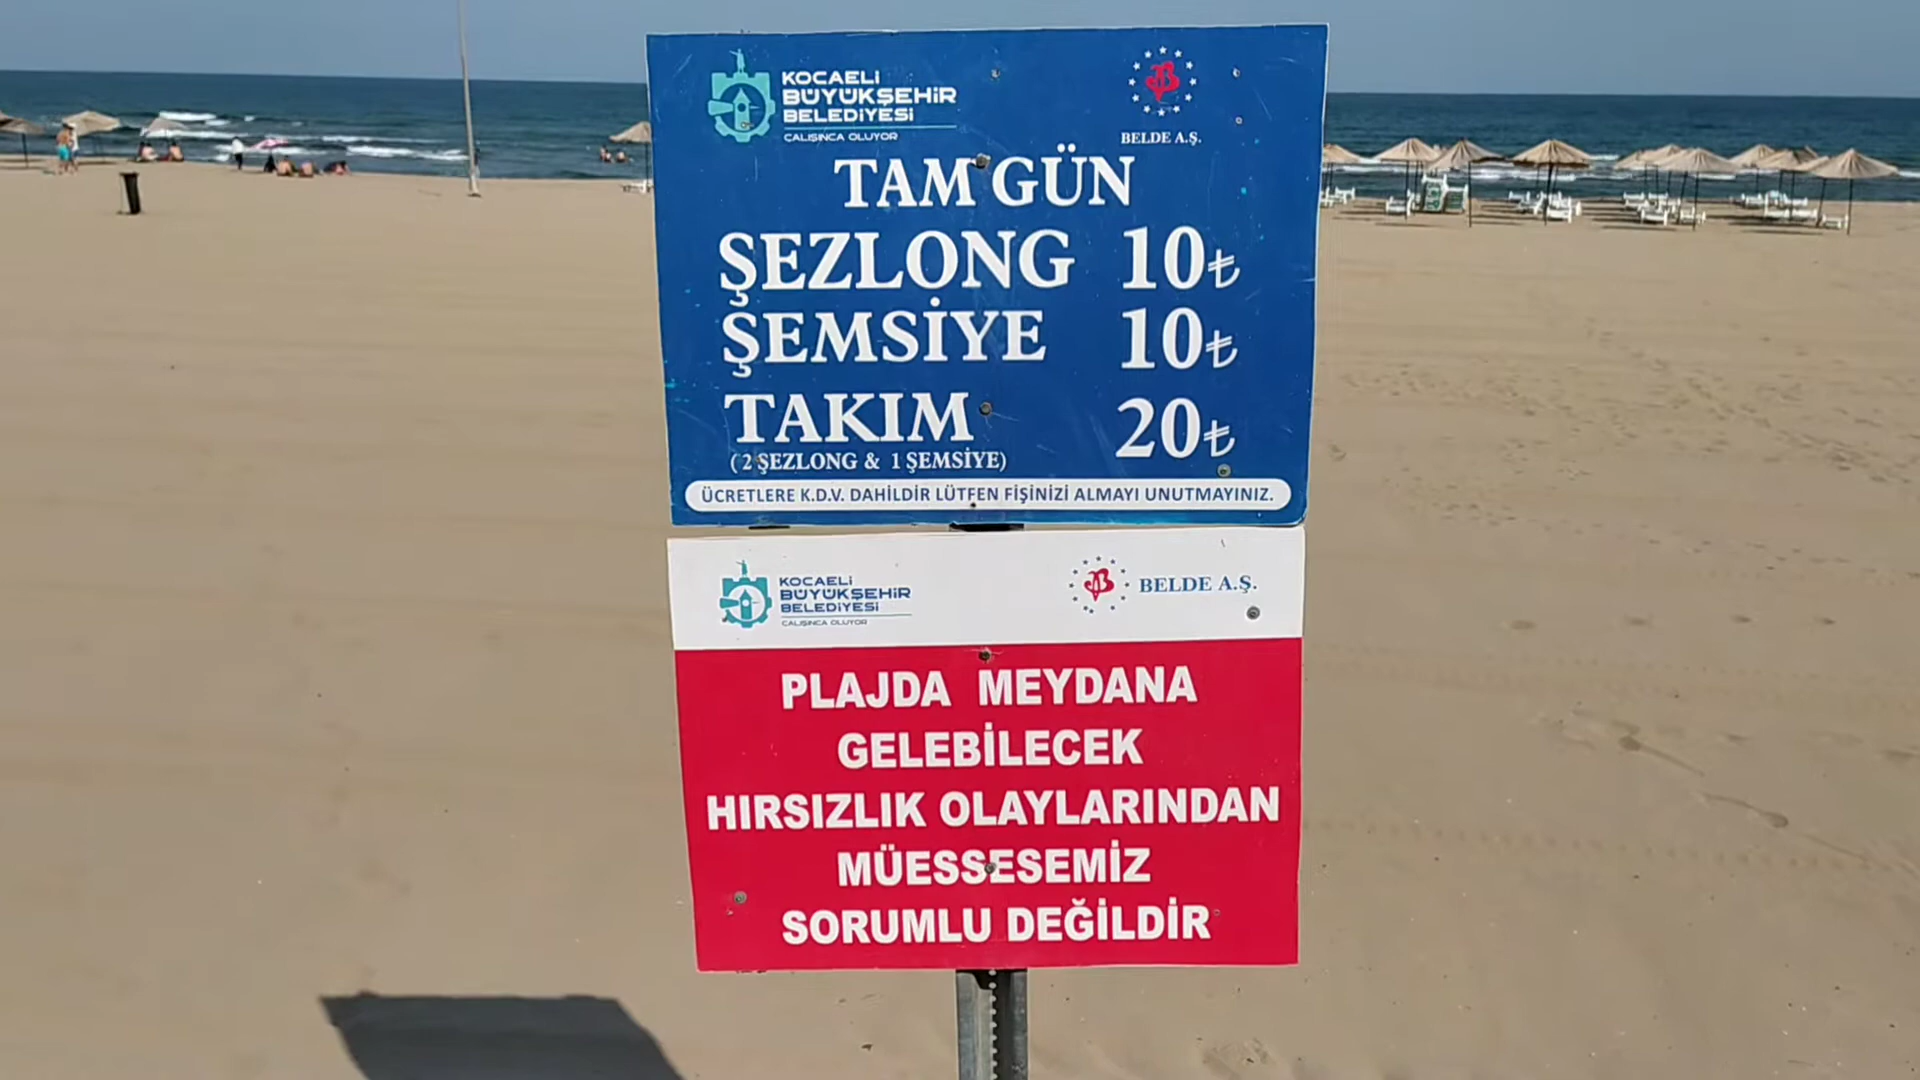 KOCAELİ
BÜYÜKŞEHİR
BELEDİYESİ
ÇALIŞINCA OLUYOR
BELDE A.Ş.
TAM GÜN
ŞEZLONG 10₺
ŞEMSİYE 10₺
TAKIM 20₺
(2 ŞEZLONG & 1 ŞEMSİYE)
ÜCRETLERE K.D.V. DAHİLDİR LÜTFEN FİŞİNİZİ ALMAYI UNUTMAYINIZ.
KOCAELİ
BÜYÜKŞEHİR
BELEDİYESİ
ÇALIŞINCA OLUYOR
BELDE A.Ş.
PLAJDA MEYDANA
GELEBİLECEK
HIRSIZLIK OLAYLARINDAN
MÜESSESEMİZ
SORUMLU DEĞİLDİR